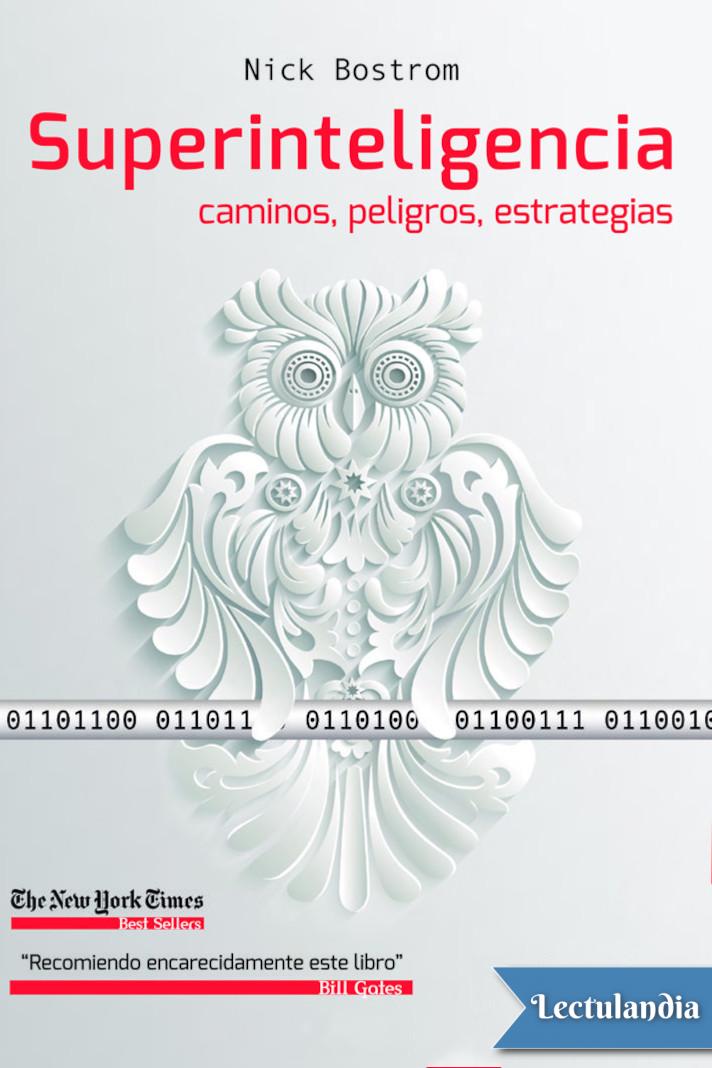 Nick Bostrom
Superinteligencia
caminos, peligros, estrategias
01101100 011011 0110100 01100111 0110010
The New York Times
Best Sellers
“Recomiendo encarecidamente este libro”
Bill Gates
Lectulandia